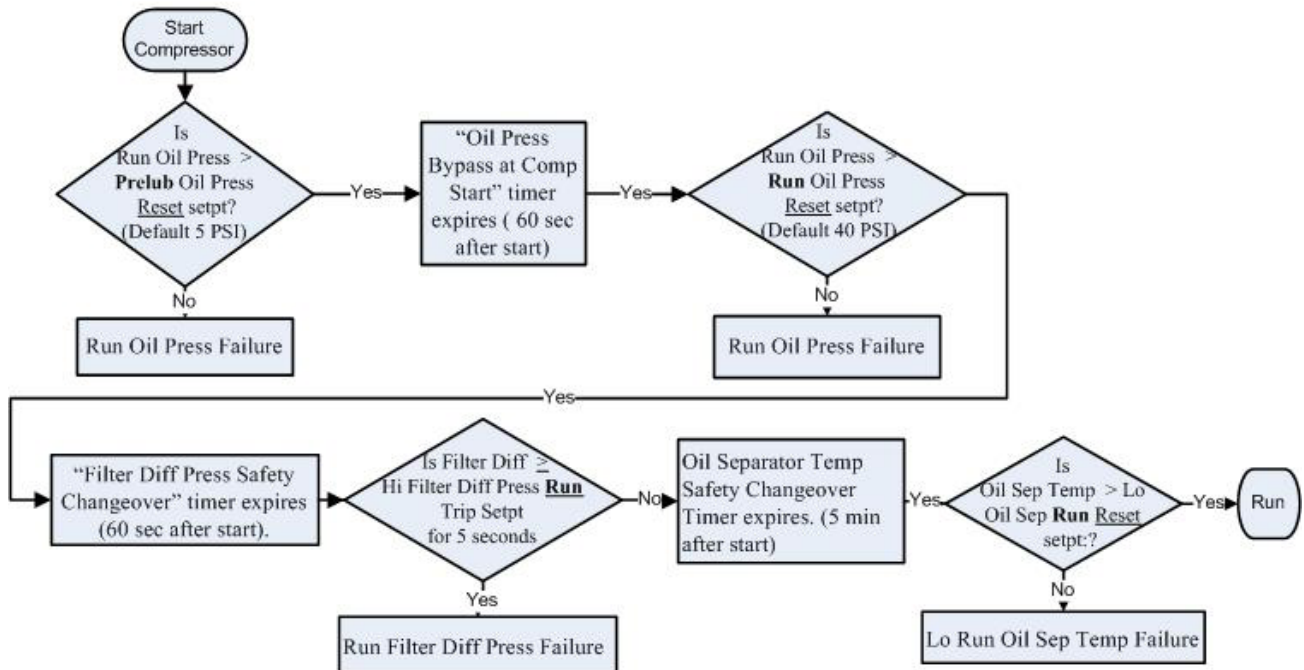 Start
Compressor
Is
Run Oil Press >
Prelub Oil Press
Reset setpt?
(Default 5 PSI)
Yes
"Oil Press
Bypass at Comp
Start" timer
expires ( 60 sec
after start)
Yes
Is
Run Oil Press >
Run Oil Press
Reset setpt?
(Default 40 PSI)
No
Run Oil Press Failure
No
Run Oil Press Failure
Yes
"Filter Diff Press Safety
Changeover" timer expires
(60 sec after start).
Is Filter Diff ≥
Hi Filter Diff Press Run
Trip Setpt
for 5 seconds
No
Oil Separator Temp
Safety Changeover
Timer expires. (5 min
after start)
Yes
Is
Oil Sep Temp > Lo
Oil Sep Run Reset
setpt:?
Yes
Run
Yes
Run Filter Diff Press Failure
No
Lo Run Oil Sep Temp Failure